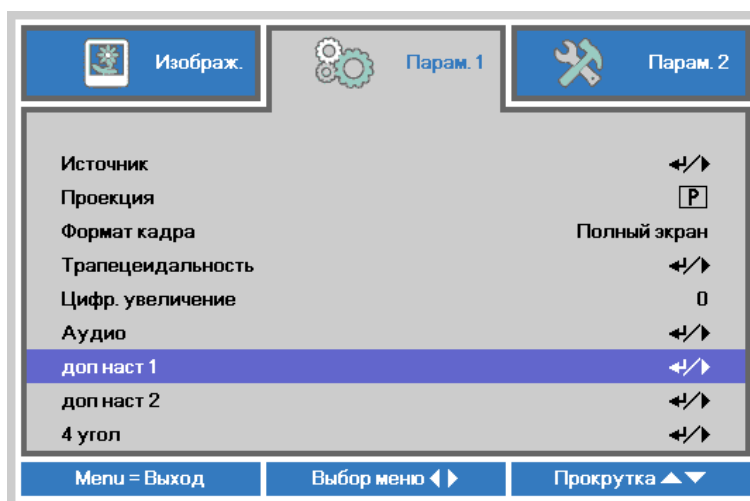 Изображ.
Парам. 1
Парам. 2
Источник
Проекция P
Формат кадра Полный экран
Трапецеидальность
Цифр. увеличение 0
Аудио
доп наст 1
доп наст 2
4 угол
Menu = Выход Выбор меню Прокрутка